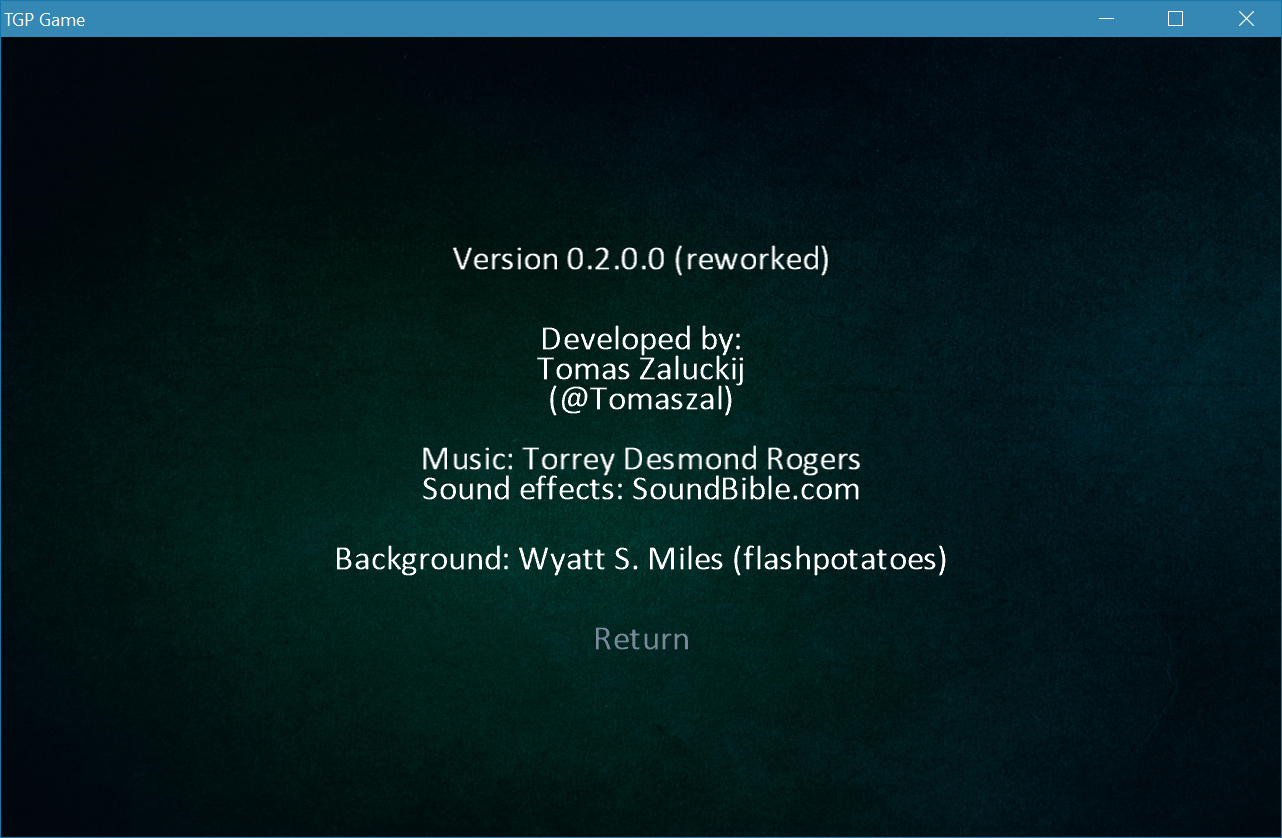 TGP Game
Version 0.2.0.0 (reworked)
Developed by:
Tomas Zaluckij
(@Tomaszal)
Music: Torrey Desmond Rogers
Sound effects: SoundBible.com
Background: Wyatt S. Miles (flashpotatoes)
Return